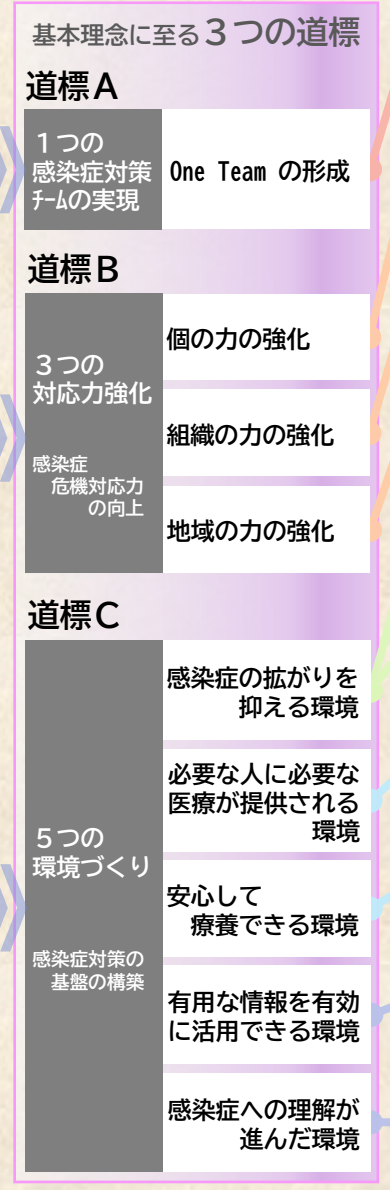 基本理念に至る３つの道標
道標Ａ
１つの
感染症対策
ﾁｰﾑの実現
One Team の形成
道標Ｂ
３つの
対応力強化
感染症
危機対応力
の向上
個の力の強化
組織の力の強化
地域の力の強化
道標Ｃ
５つの
環境づくり
感染症対策の
基盤の構築
感染症の拡がりを
抑える環境
必要な人に必要な
医療が提供される
環境
安心して
療養できる環境
有用な情報を有効
に活用できる環境
感染症への理解が
進んだ環境